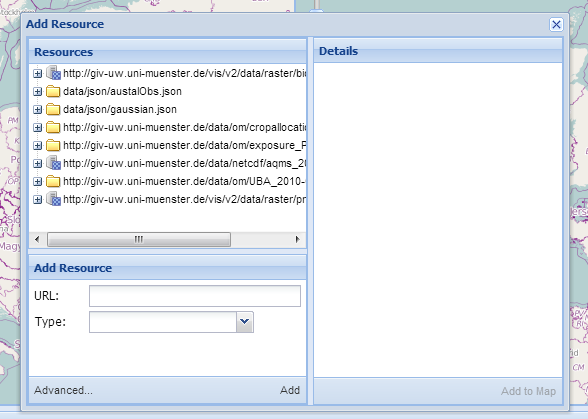 Add Resource
Resources
http://giv-uw.uni-muenster.de/vis/v2/data/raster/bio
data/json/austalObs.json
data/json/gaussian.json
http://giv-uw.uni-muenster.de/data/om/cropallocati
http://giv-uw.uni-muenster.de/data/om/exposure_P
http://giv-uw.uni-muenster.de/data/netcdf/aqms_20
http://giv-uw.uni-muenster.de/data/om/UBA_2010-
http://giv-uw.uni-muenster.de/vis/v2/data/raster/pr
Add Resource
URL:
Type:
Advanced...
Add
Details
Add to Map